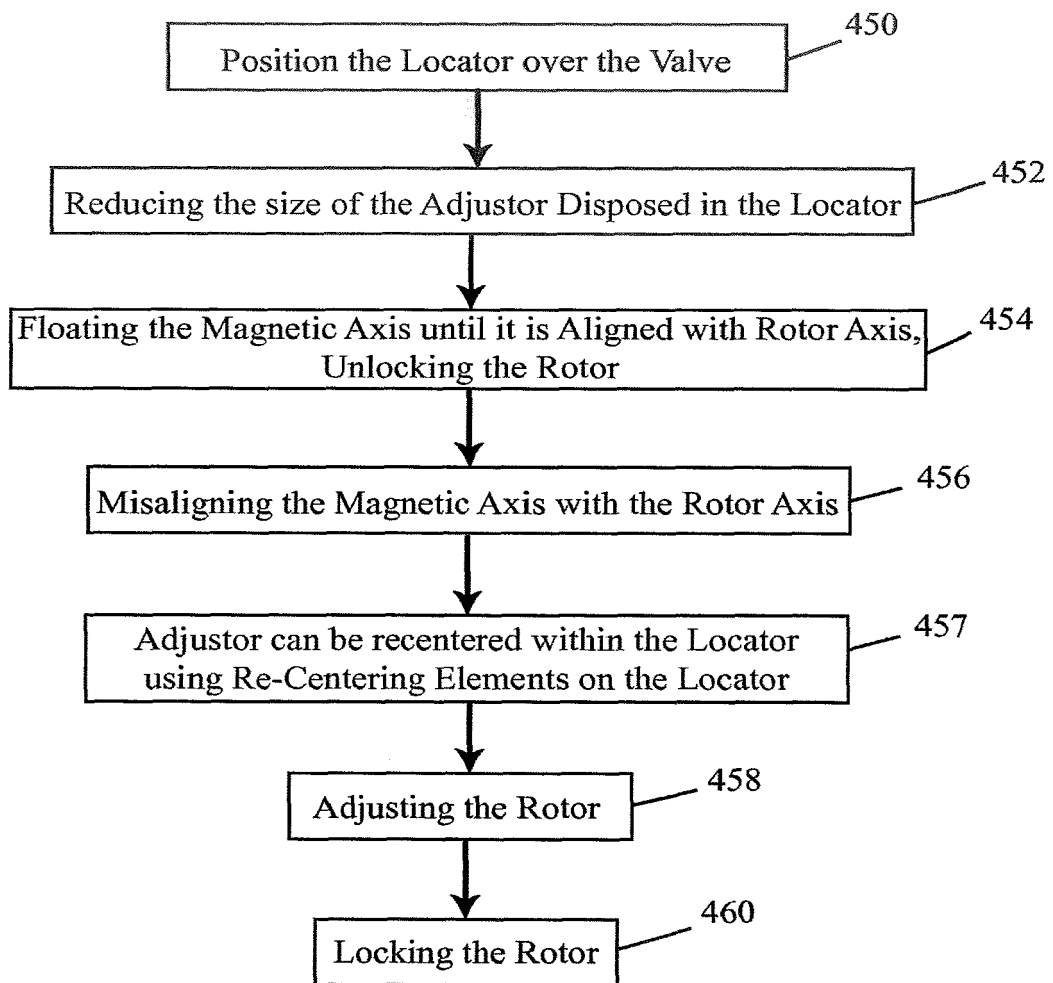 450
Position the Locator over the Valve
452
Reducing the size of the Adjustor Disposed in the Locator
454
Floating the Magnetic Axis until it is Aligned with Rotor Axis,
Unlocking the Rotor
456
Misaligning the Magnetic Axis with the Rotor Axis
457
Adjustor can be recentered within the Locator
using Re-Centering Elements on the Locator
458
Adjusting the Rotor
460
Locking the Rotor